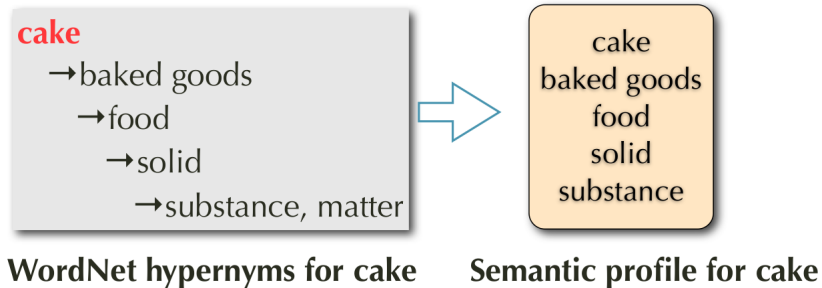 cake
→baked goods
→food
→solid
→substance, matter
WordNet hypernyms for cake
cake
baked goods
food
solid
substance
Semantic profile for cake